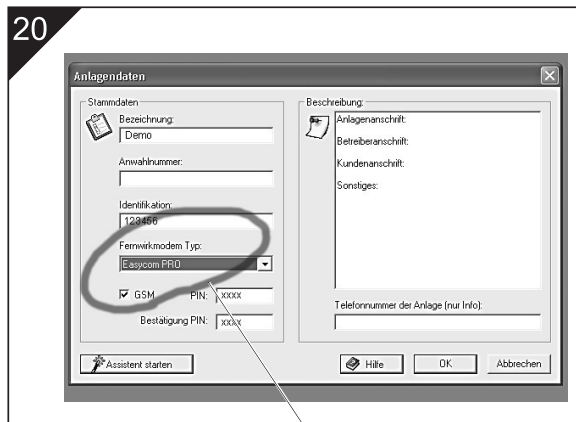 20
Anlagendaten
Stammdaten
Bezeichnung:
Demo
Anwahlnummer:
Identifikation:
123456
Fernwirkmodem Typ:
Easycom PRO
GSM PIN: xxxx
Bestätigung PIN: xxxx
Assistent starten
Beschreibung:
Anlagenanschrift:
Betreiberanschrift:
Kundenanschrift:
Sonstiges:
Telefonnummer der Anlage (nur Info):
Hilfe OK Abbrechen